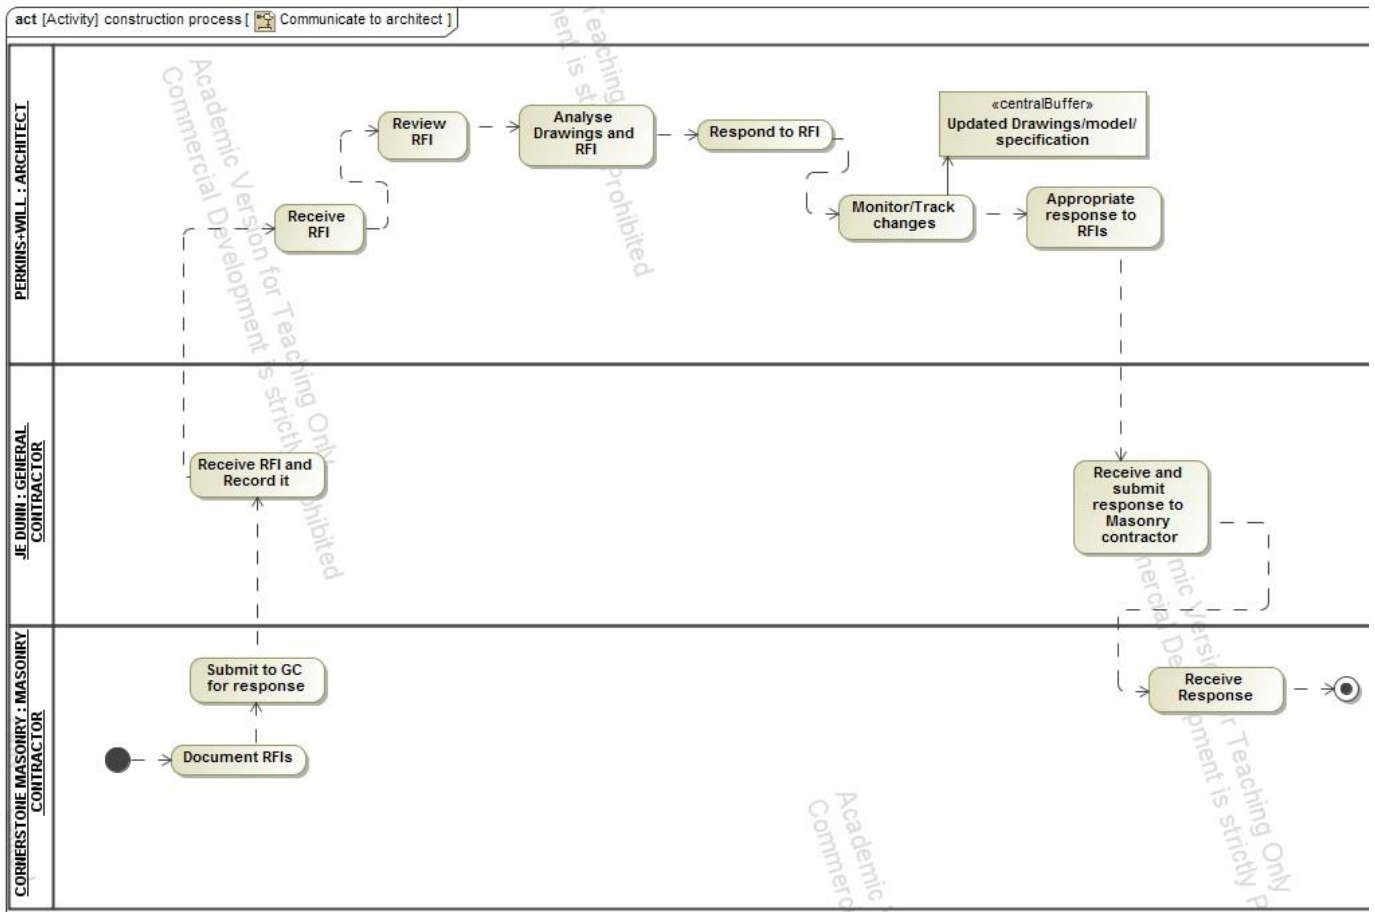 act [Activity] construction process [ Communicate to architect ]
PERKINS+WILL : ARCHITECT
Review
RFI
Analyse
Drawings and
RFI
Respond to RFI
«centralBuffer»
Updated Drawings/model/
specification
Receive
RFI
Monitor/Track
changes
Appropriate
response to
RFIs
JE DUNN : GENERAL
CONTRACTOR
Receive RFI and
Record it
Receive and
submit
response to
Masonry
contractor
CORNERSTONE MASONRY : MASONRY
CONTRACTOR
Submit to GC
for response
Document RFIs
Receive
Response
Academic Version for Teaching Only
Commercial Development is strictly Prohibited